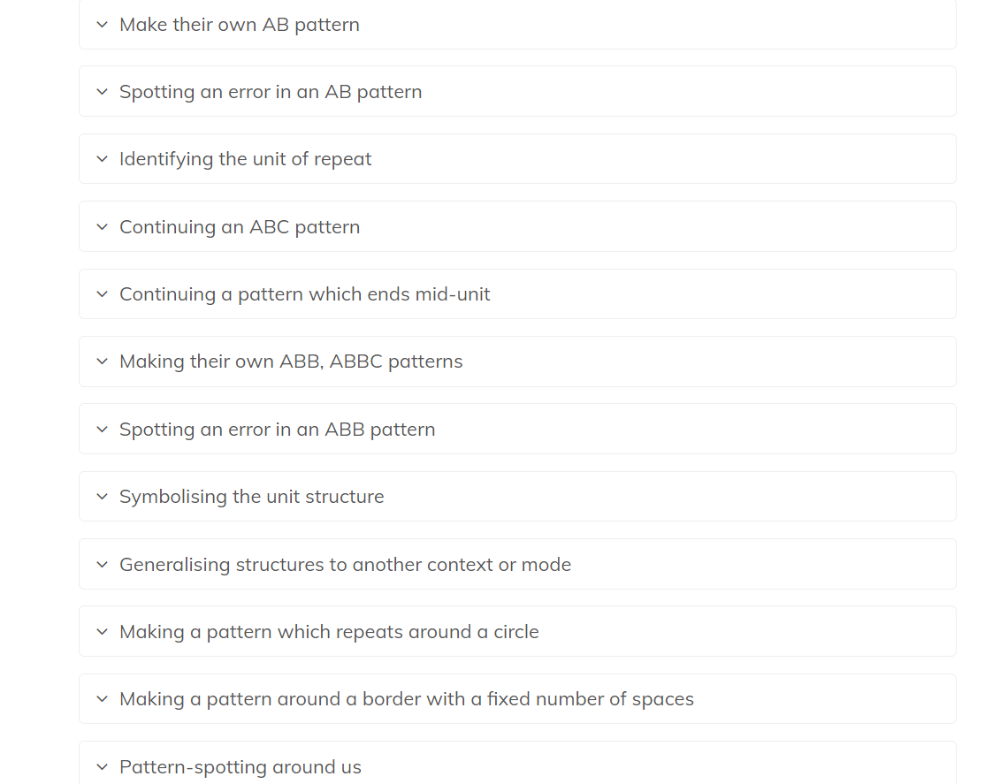 Make their own AB pattern
Spotting an error in an AB pattern
Identifying the unit of repeat
Continuing an ABC pattern
Continuing a pattern which ends mid-unit
Making their own ABB, ABBC patterns
Spotting an error in an ABB pattern
Symbolising the unit structure
Generalising structures to another context or mode
Making a pattern which repeats around a circle
Making a pattern around a border with a fixed number of spaces
Pattern-spotting around us